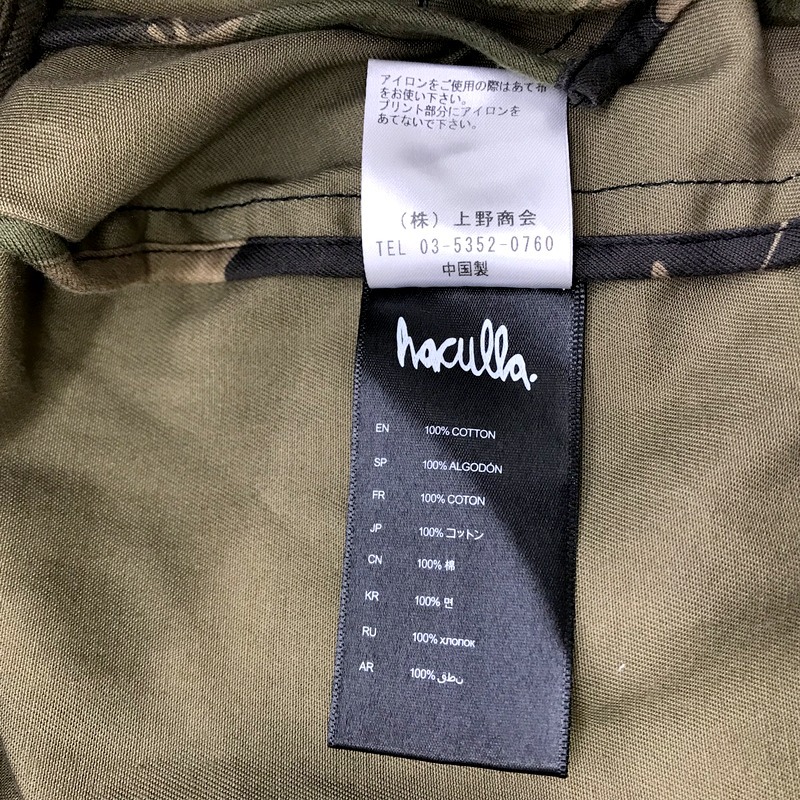 アイロンをご使用の際はあて布
をお使い下さい。
プリント部分にアイロンを
あてないで下さい。
(株)上野商会
TEL 03-5352-0760
中国製
haculla.
EN 100% COTTON
SP 100% ALGODÓN
FR 100% COTON
JP 100% コットン
CN 100% 棉
KR 100% 면
RU 100% хлопок
AR 100% نطق